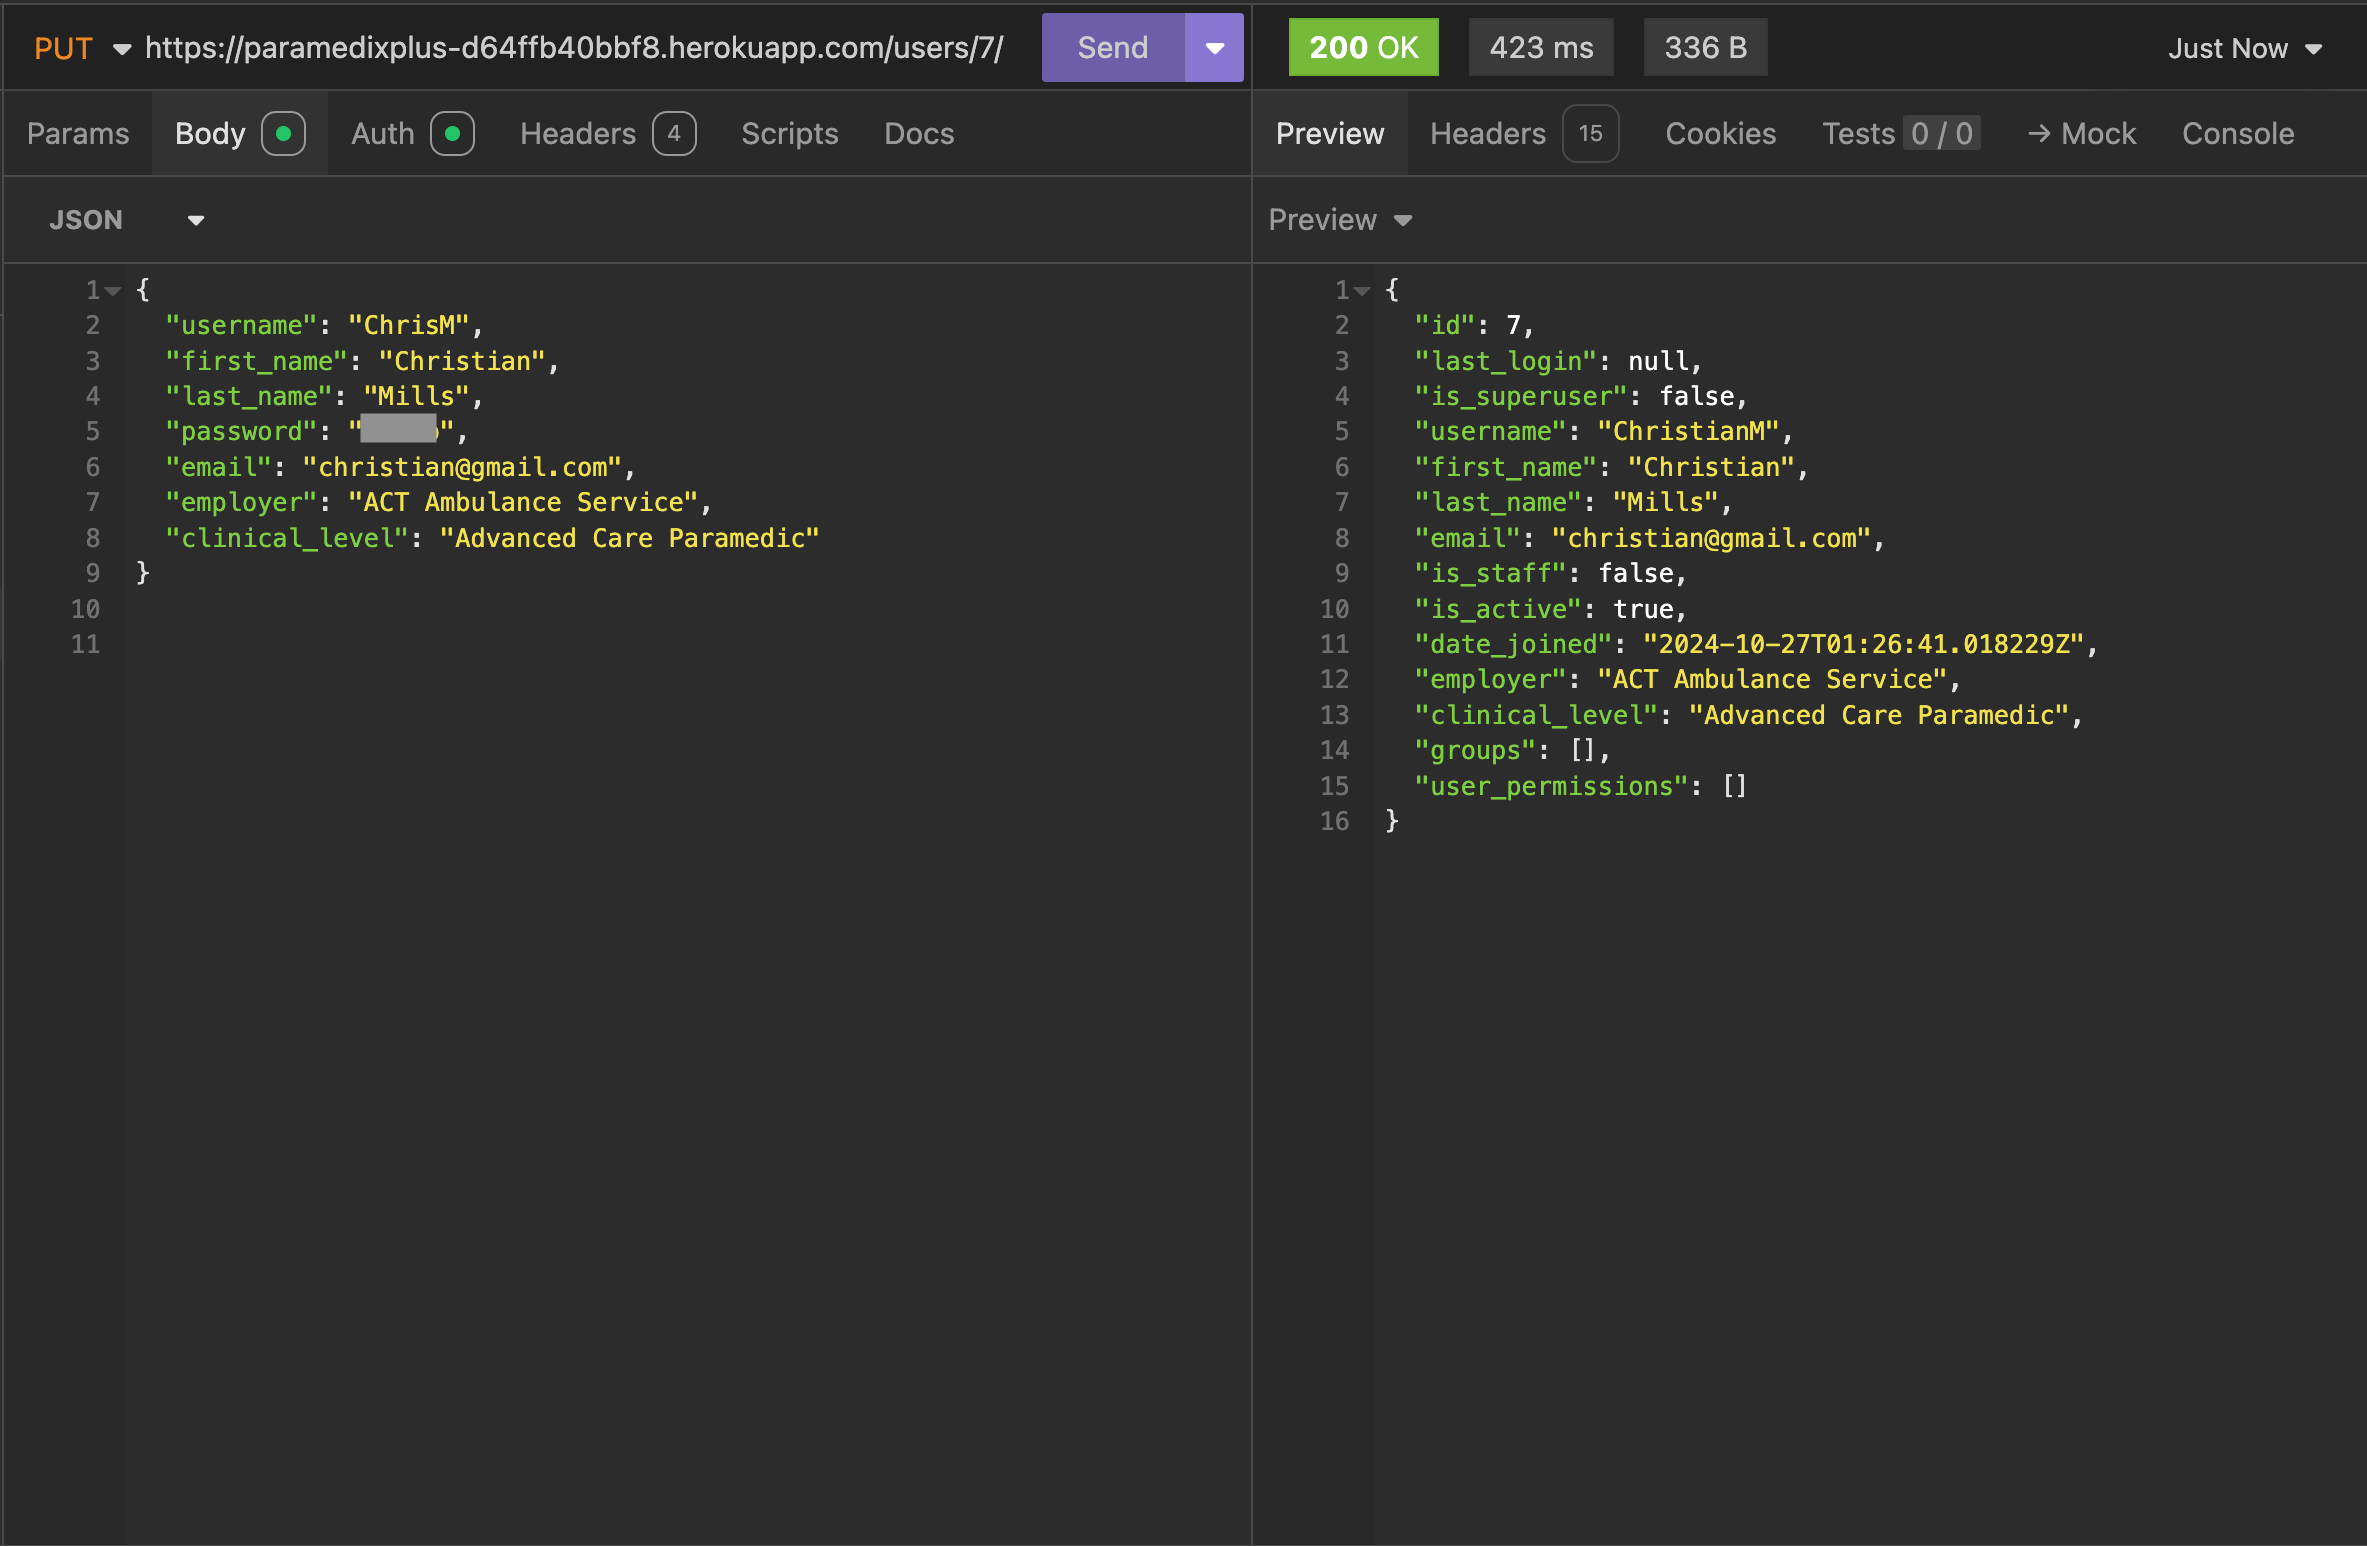 PUT https://paramedixplus-d64ffb40bbf8.herokuapp.com/users/7/ Send
Params Body Auth Headers 4 Scripts Docs
JSON
1 {
2 "username": "ChrisM",
3 "first_name": "Christian",
4 "last_name": "Mills",
5 "password": "",
6 "email": "christian@gmail.com",
7 "employer": "ACT Ambulance Service",
8 "clinical_level": "Advanced Care Paramedic"
9 }
10
11
200 OK 423 ms 336 B Just Now
Preview Headers 15 Cookies Tests 0 / 0 → Mock Console
Preview
1 {
2 "id": 7,
3 "last_login": null,
4 "is_superuser": false,
5 "username": "ChristianM",
6 "first_name": "Christian",
7 "last_name": "Mills",
8 "email": "christian@gmail.com",
9 "is_staff": false,
10 "is_active": true,
11 "date_joined": "2024-10-27T01:26:41.018229Z",
12 "employer": "ACT Ambulance Service",
13 "clinical_level": "Advanced Care Paramedic",
14 "groups": [],
15 "user_permissions": []
16 }